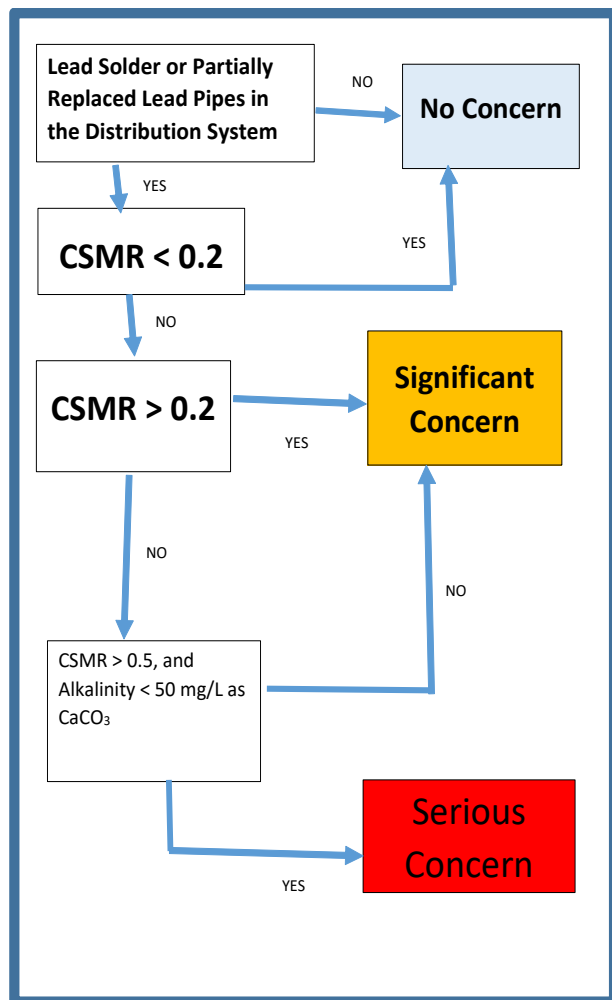 Lead Solder or Partially
Replaced Lead Pipes in
the Distribution System
NO
No Concern
YES
CSMR < 0.2
YES
NO
CSMR > 0.2
YES
Significant
Concern
NO
NO
CSMR > 0.5, and
Alkalinity < 50 mg/L as
CaCO₃
YES
Serious
Concern